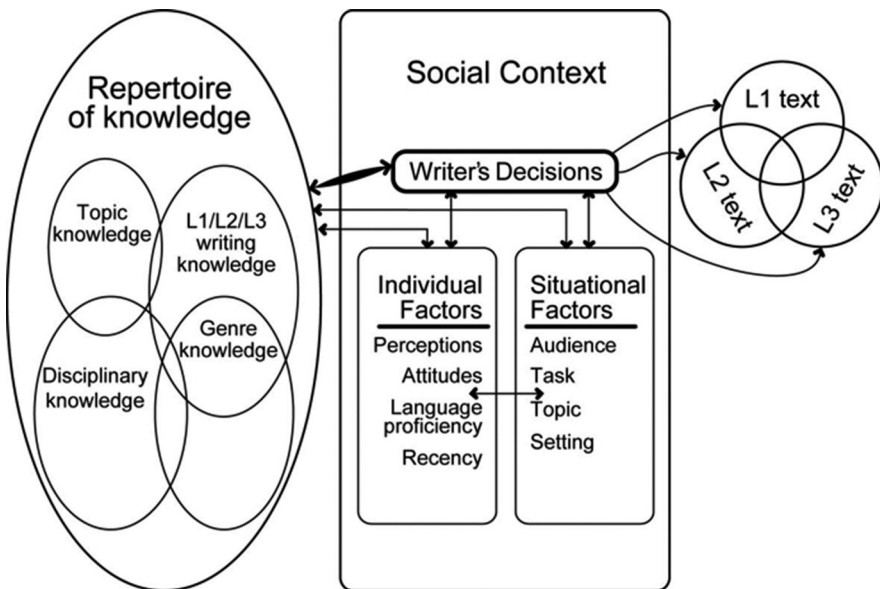 Repertoire
of knowledge
Topic
knowledge
L1/L2/L3
writing
knowledge
Genre
knowledge
Disciplinary
knowledge
Social Context
Writer's Decisions
Individual
Factors
Perceptions
Attitudes
Language
proficiency
Recency
Situational
Factors
Audience
Task
Topic
Setting
L1 text
L2 text
L3 text